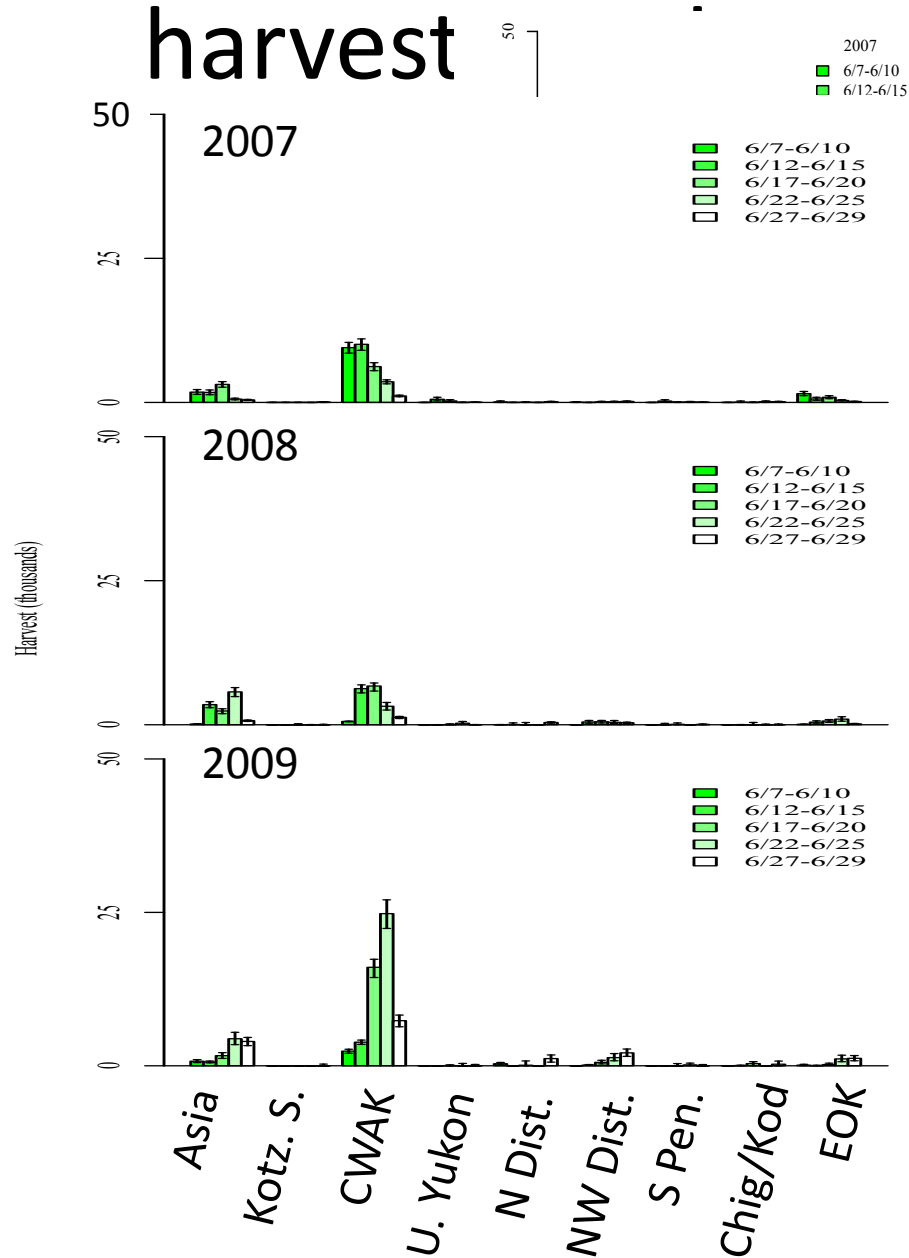 harvest
50
2007
6/7-6/10
6/12-6/15
50
2007
6/7-6/10
6/12-6/15
6/17-6/20
6/22-6/25
6/27-6/29
25
0
50
2008
6/7-6/10
6/12-6/15
6/17-6/20
6/22-6/25
6/27-6/29
25
0
Harvest (thousands)
50
2009
6/7-6/10
6/12-6/15
6/17-6/20
6/22-6/25
6/27-6/29
25
0
Asia
Kotz. S.
CWAK
U. Yukon
N Dist.
NW Dist.
S Pen.
Chig/Kod
EOK